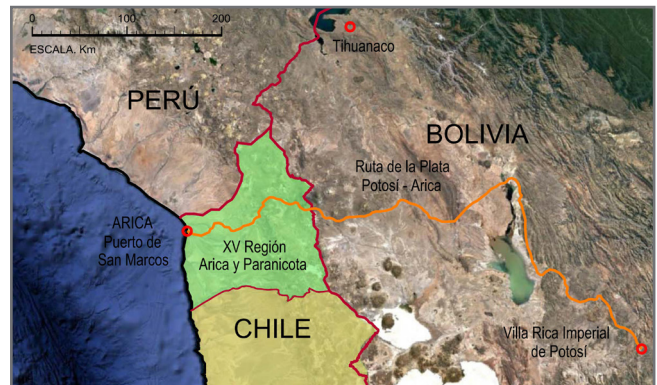 0 100 200
ESCALA, Km
Tihuanaco
PERÚ
BOLIVIA
Ruta de la Plata
Potosí - Arica
ARICA
Puerto de
San Marcos
XV Región
Arica y Paranicota
CHILE
Villa Rica Imperial
de Potosí